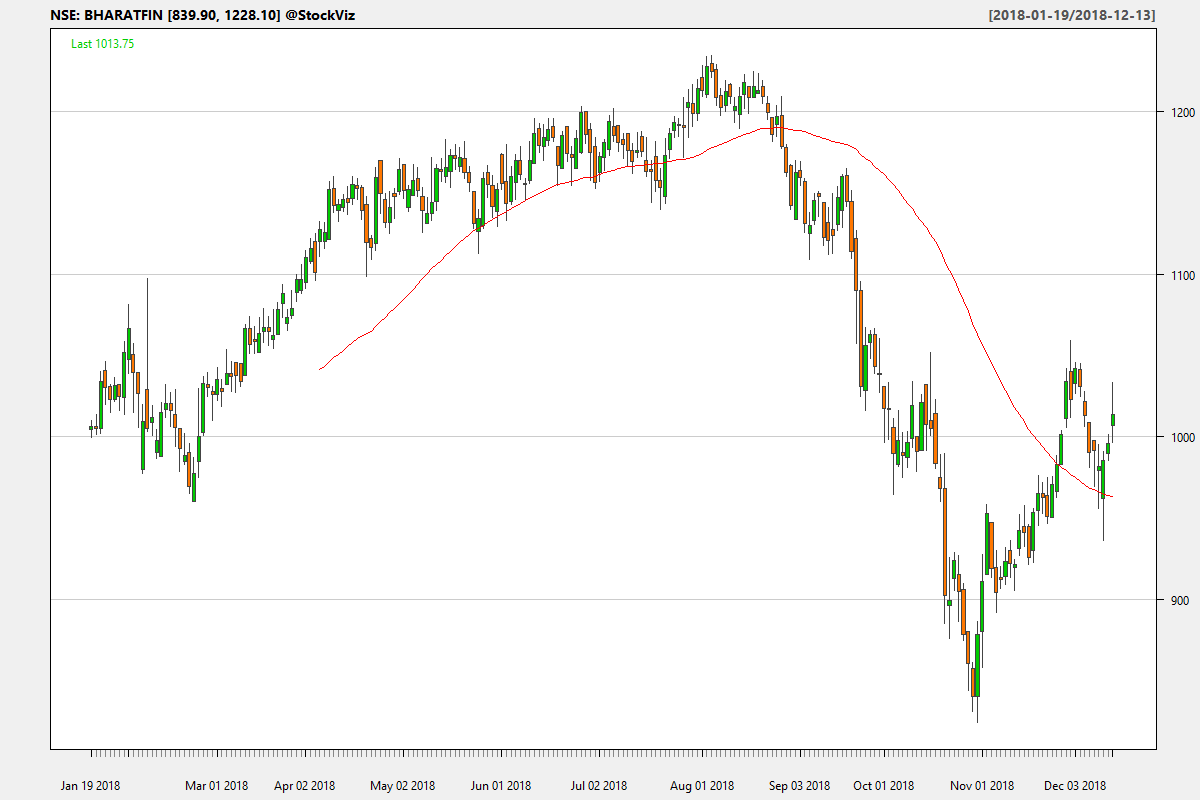 NSE: BHARATFIN [839.90, 1228.10] @StockViz
[2018-01-19/2018-12-13]
Last 1013.75
1200
1100
1000
900
Jan 19 2018 Mar 01 2018 Apr 02 2018 May 02 2018 Jun 01 2018 Jul 02 2018 Aug 01 2018 Sep 03 2018 Oct 01 2018 Nov 01 2018 Dec 03 2018